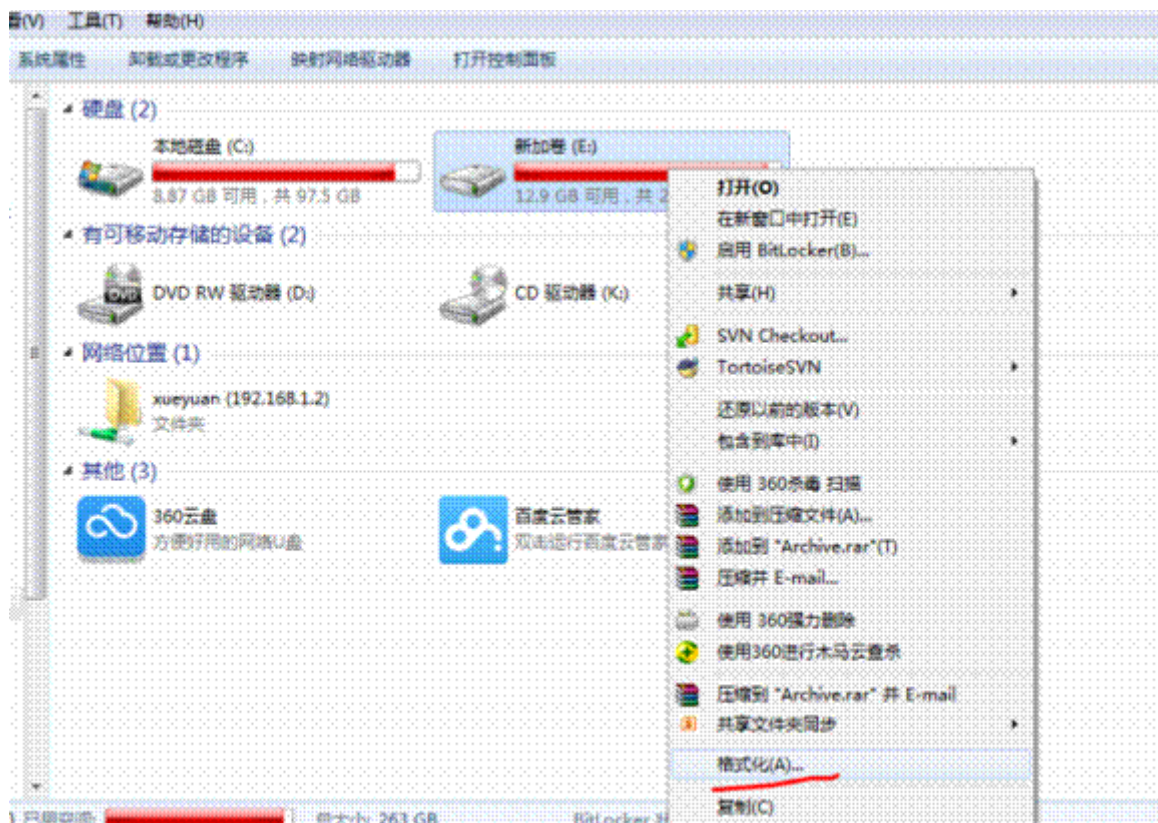 看(V) 工具(T) 帮助(H)
系统属性 卸载或更改程序 映射网络驱动器 打开控制面板
硬盘 (2)
本地磁盘 (C:)
8.87 GB 可用，共 97.5 GB
新加卷 (E:)
12.9 GB 可用，共 2
有可移动存储的设备 (2)
DVD
DVD RW 驱动器 (D:)
CD 驱动器 (K:)
网络位置 (1)
xueyuan (192.168.1.2)
文件夹
其他 (3)
360云盘
方便好用的网络U盘
百度云管家
双击运行百度云管家
打开(O)
在新窗口中打开(E)
启用 BitLocker(B)...
共享(H)
SVN Checkout...
TortoiseSVN
还原以前的版本(V)
包含到库中(I)
使用 360杀毒 扫描
添加到压缩文件(A)...
添加到 "Archive.rar"(T)
压缩并 E-mail...
使用 360强力删除
使用360进行木马云查杀
压缩到 "Archive.rar" 并 E-mail
共享文件夹同步
格式化(A)...
复制(C)
已用空间: 总大小: 263 GB BitLocker